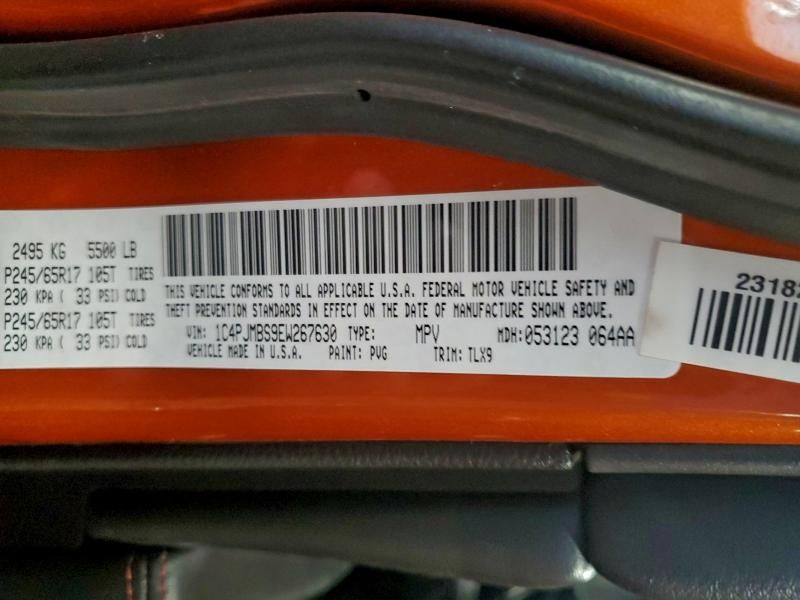 2495 KG 5500 LB
P245/65R17 105T TIRES
230 KPA ( 33 PSI) COLD
P245/65R17 105T TIRES
230 KPA ( 33 PSI) COLD
THIS VEHICLE CONFORMS TO ALL APPLICABLE U.S.A. FEDERAL MOTOR VEHICLE SAFETY AND
THEFT PREVENTION STANDARDS IN EFFECT ON THE DATE OF MANUFACTURE SHOWN ABOVE.
VIN: 1C4PJMBS9EW267630 TYPE: MPV MDH:053123 064AA
VEHICLE MADE IN U.S.A. PAINT: PVG TRIM: TLX9